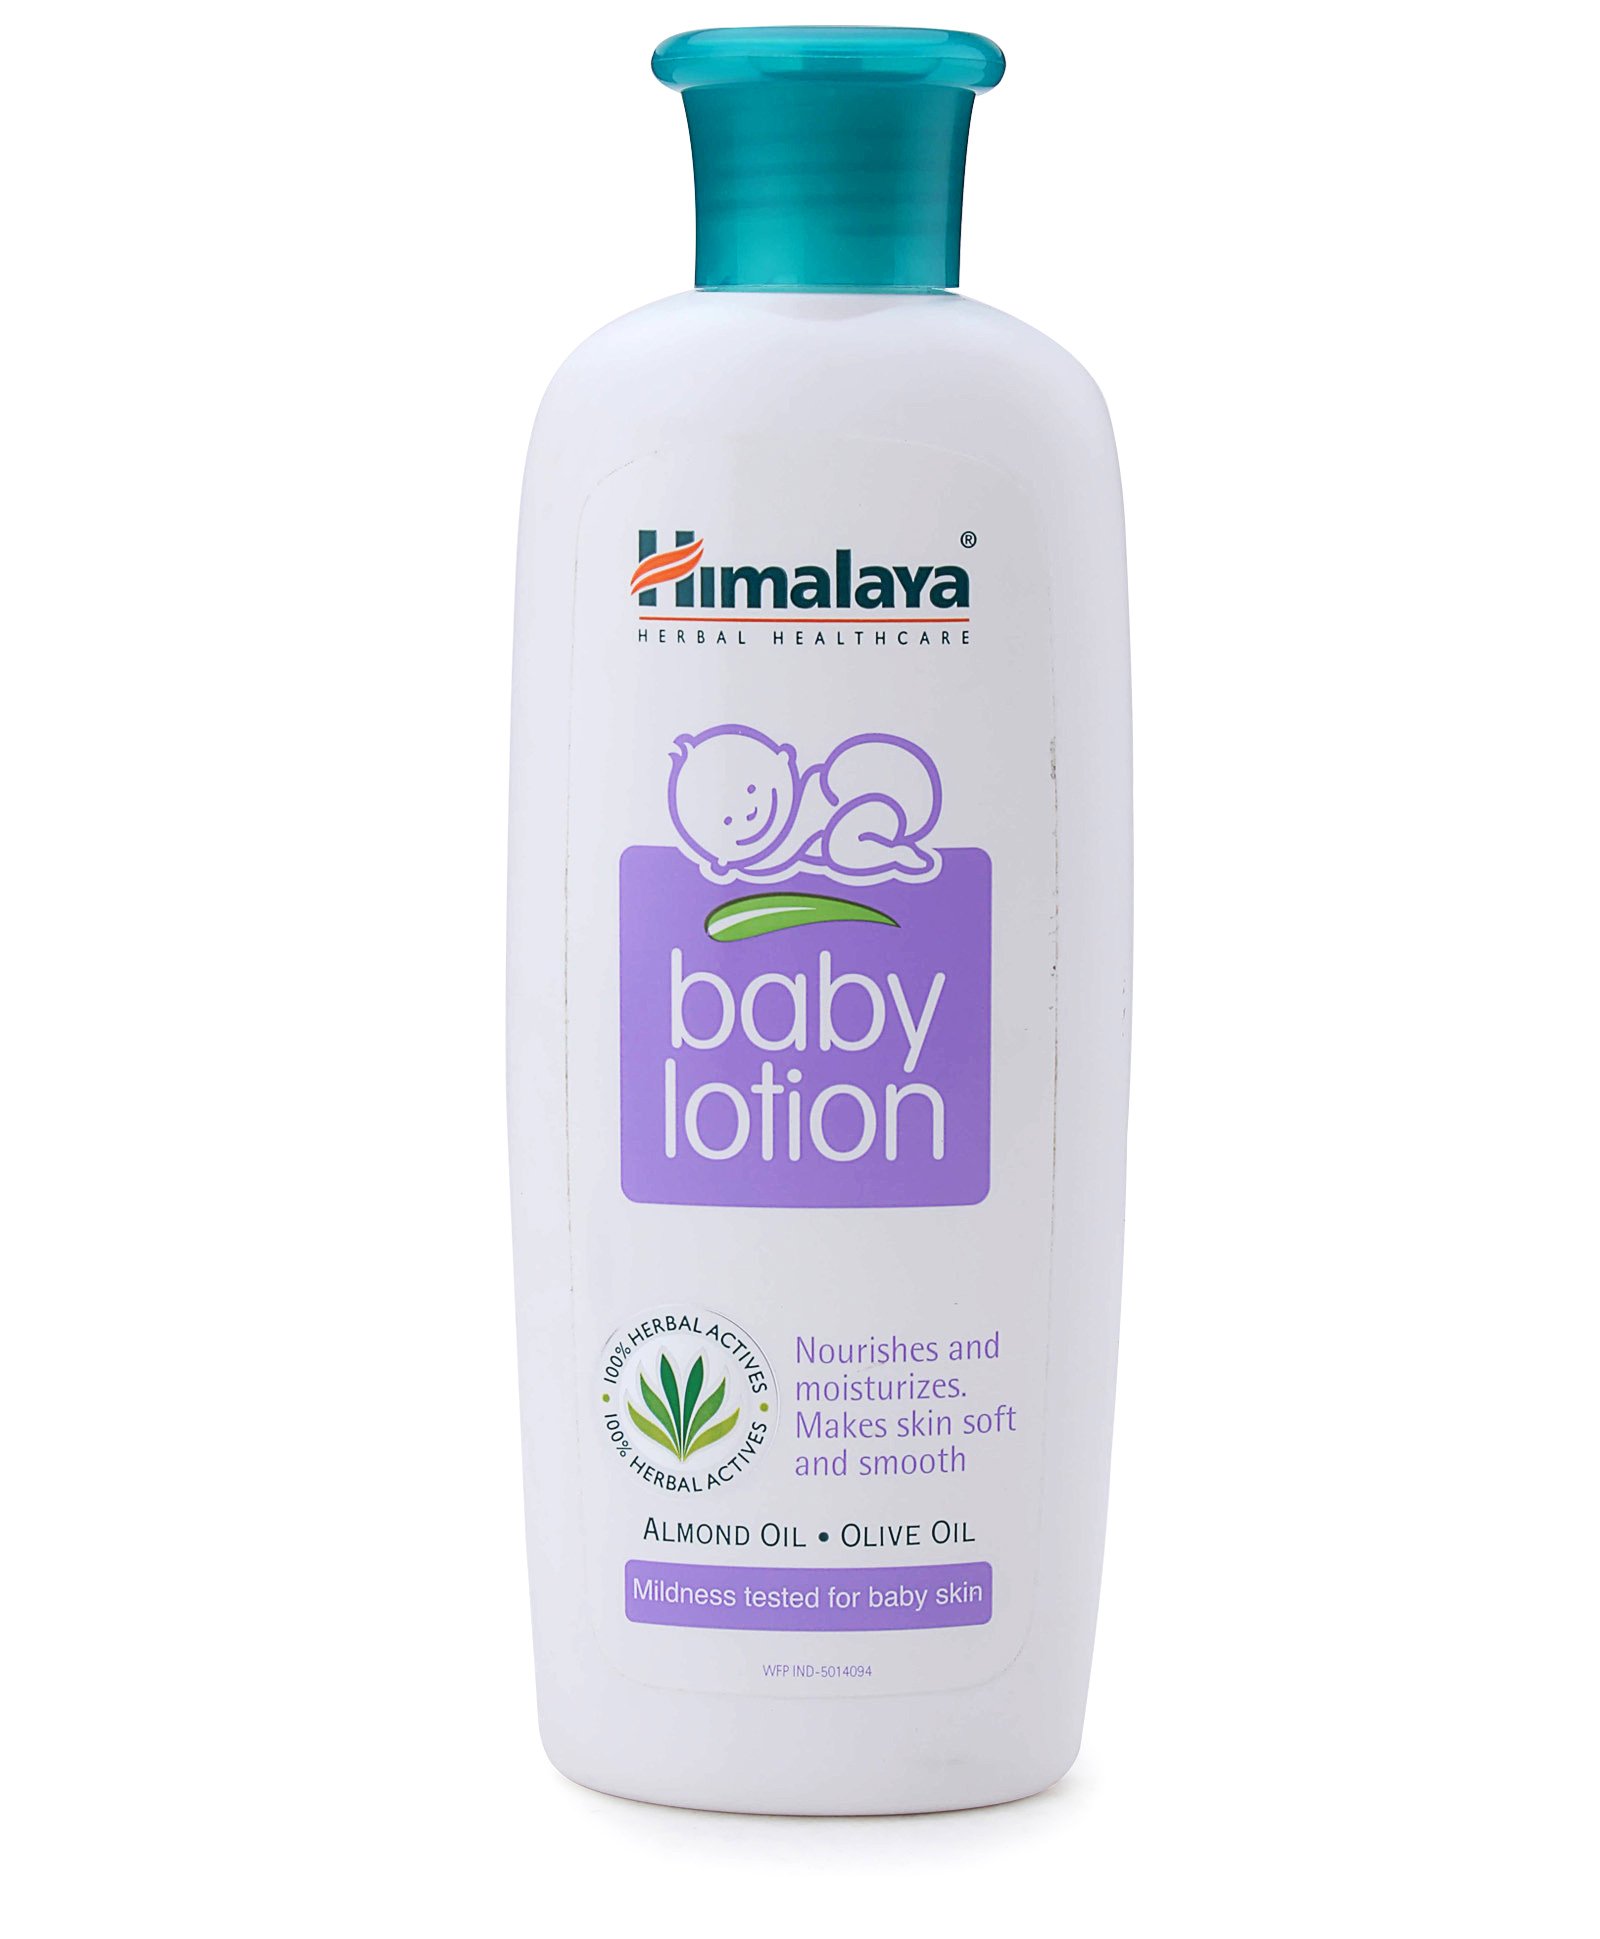 Himalaya®
HERBAL HEALTHCARE
baby
lotion
100% HERBAL ACTIVES • 100% HERBAL ACTIVES •
Nourishes and
moisturizes.
Makes skin soft
and smooth
ALMOND OIL • OLIVE OIL
Mildness tested for baby skin
WFP IND-5014094